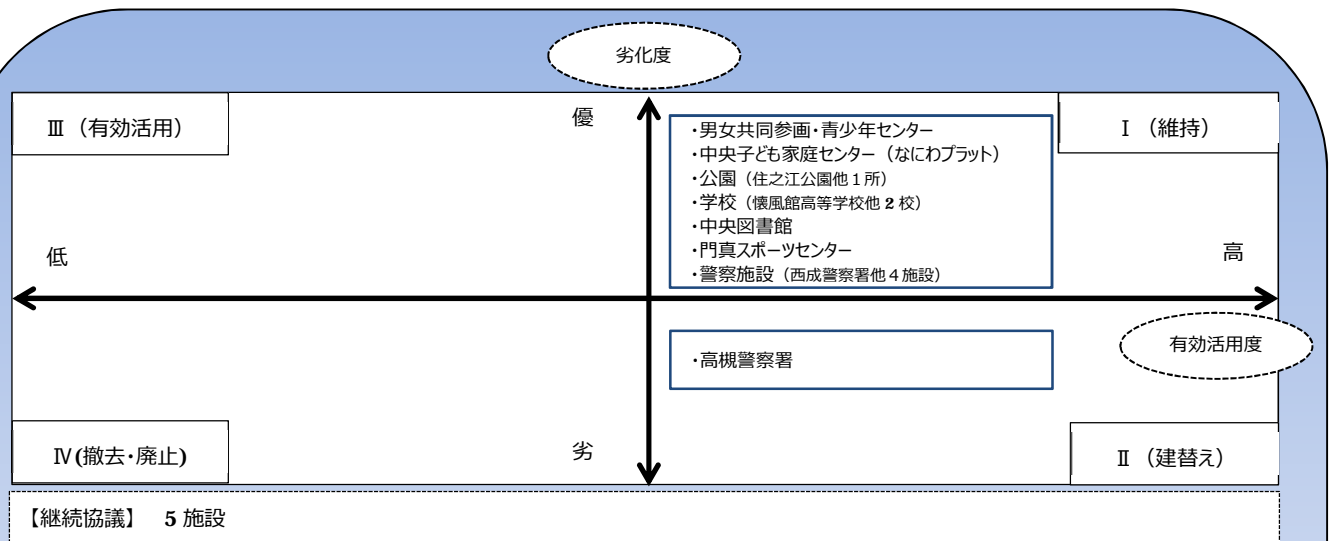 劣化度
Ⅲ（有効活用）
優
Ⅰ（維持）
・男女共同参画・青少年センター
・中央子ども家庭センター（なにわプラット）
・公園（住之江公園他１所）
・学校（懐風館高等学校他 2 校）
・中央図書館
・門真スポーツセンター
・警察施設（西成警察署他４施設）
低
高
有効活用度
・高槻警察署
Ⅳ(撤去・廃止)
劣
Ⅱ（建替え）
【継続協議】 5 施設